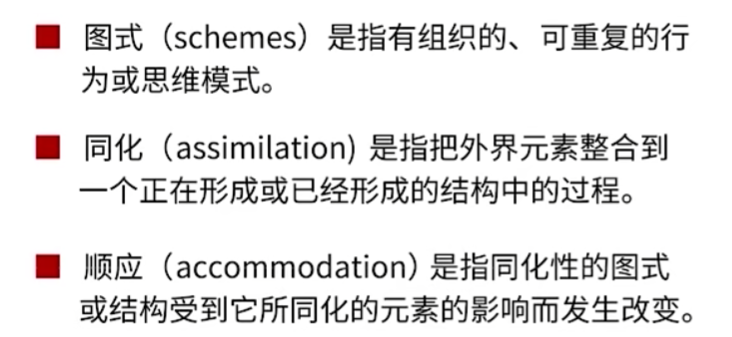 ■ 图式（schemes）是指有组织的、可重复的行
为或思维模式。
■ 同化（assimilation) 是指把外界元素整合到
一个正在形成或已经形成的结构中的过程。
■ 顺应（accommodation）是指同化性的图式
或结构受到它所同化的元素的影响而发生改变。